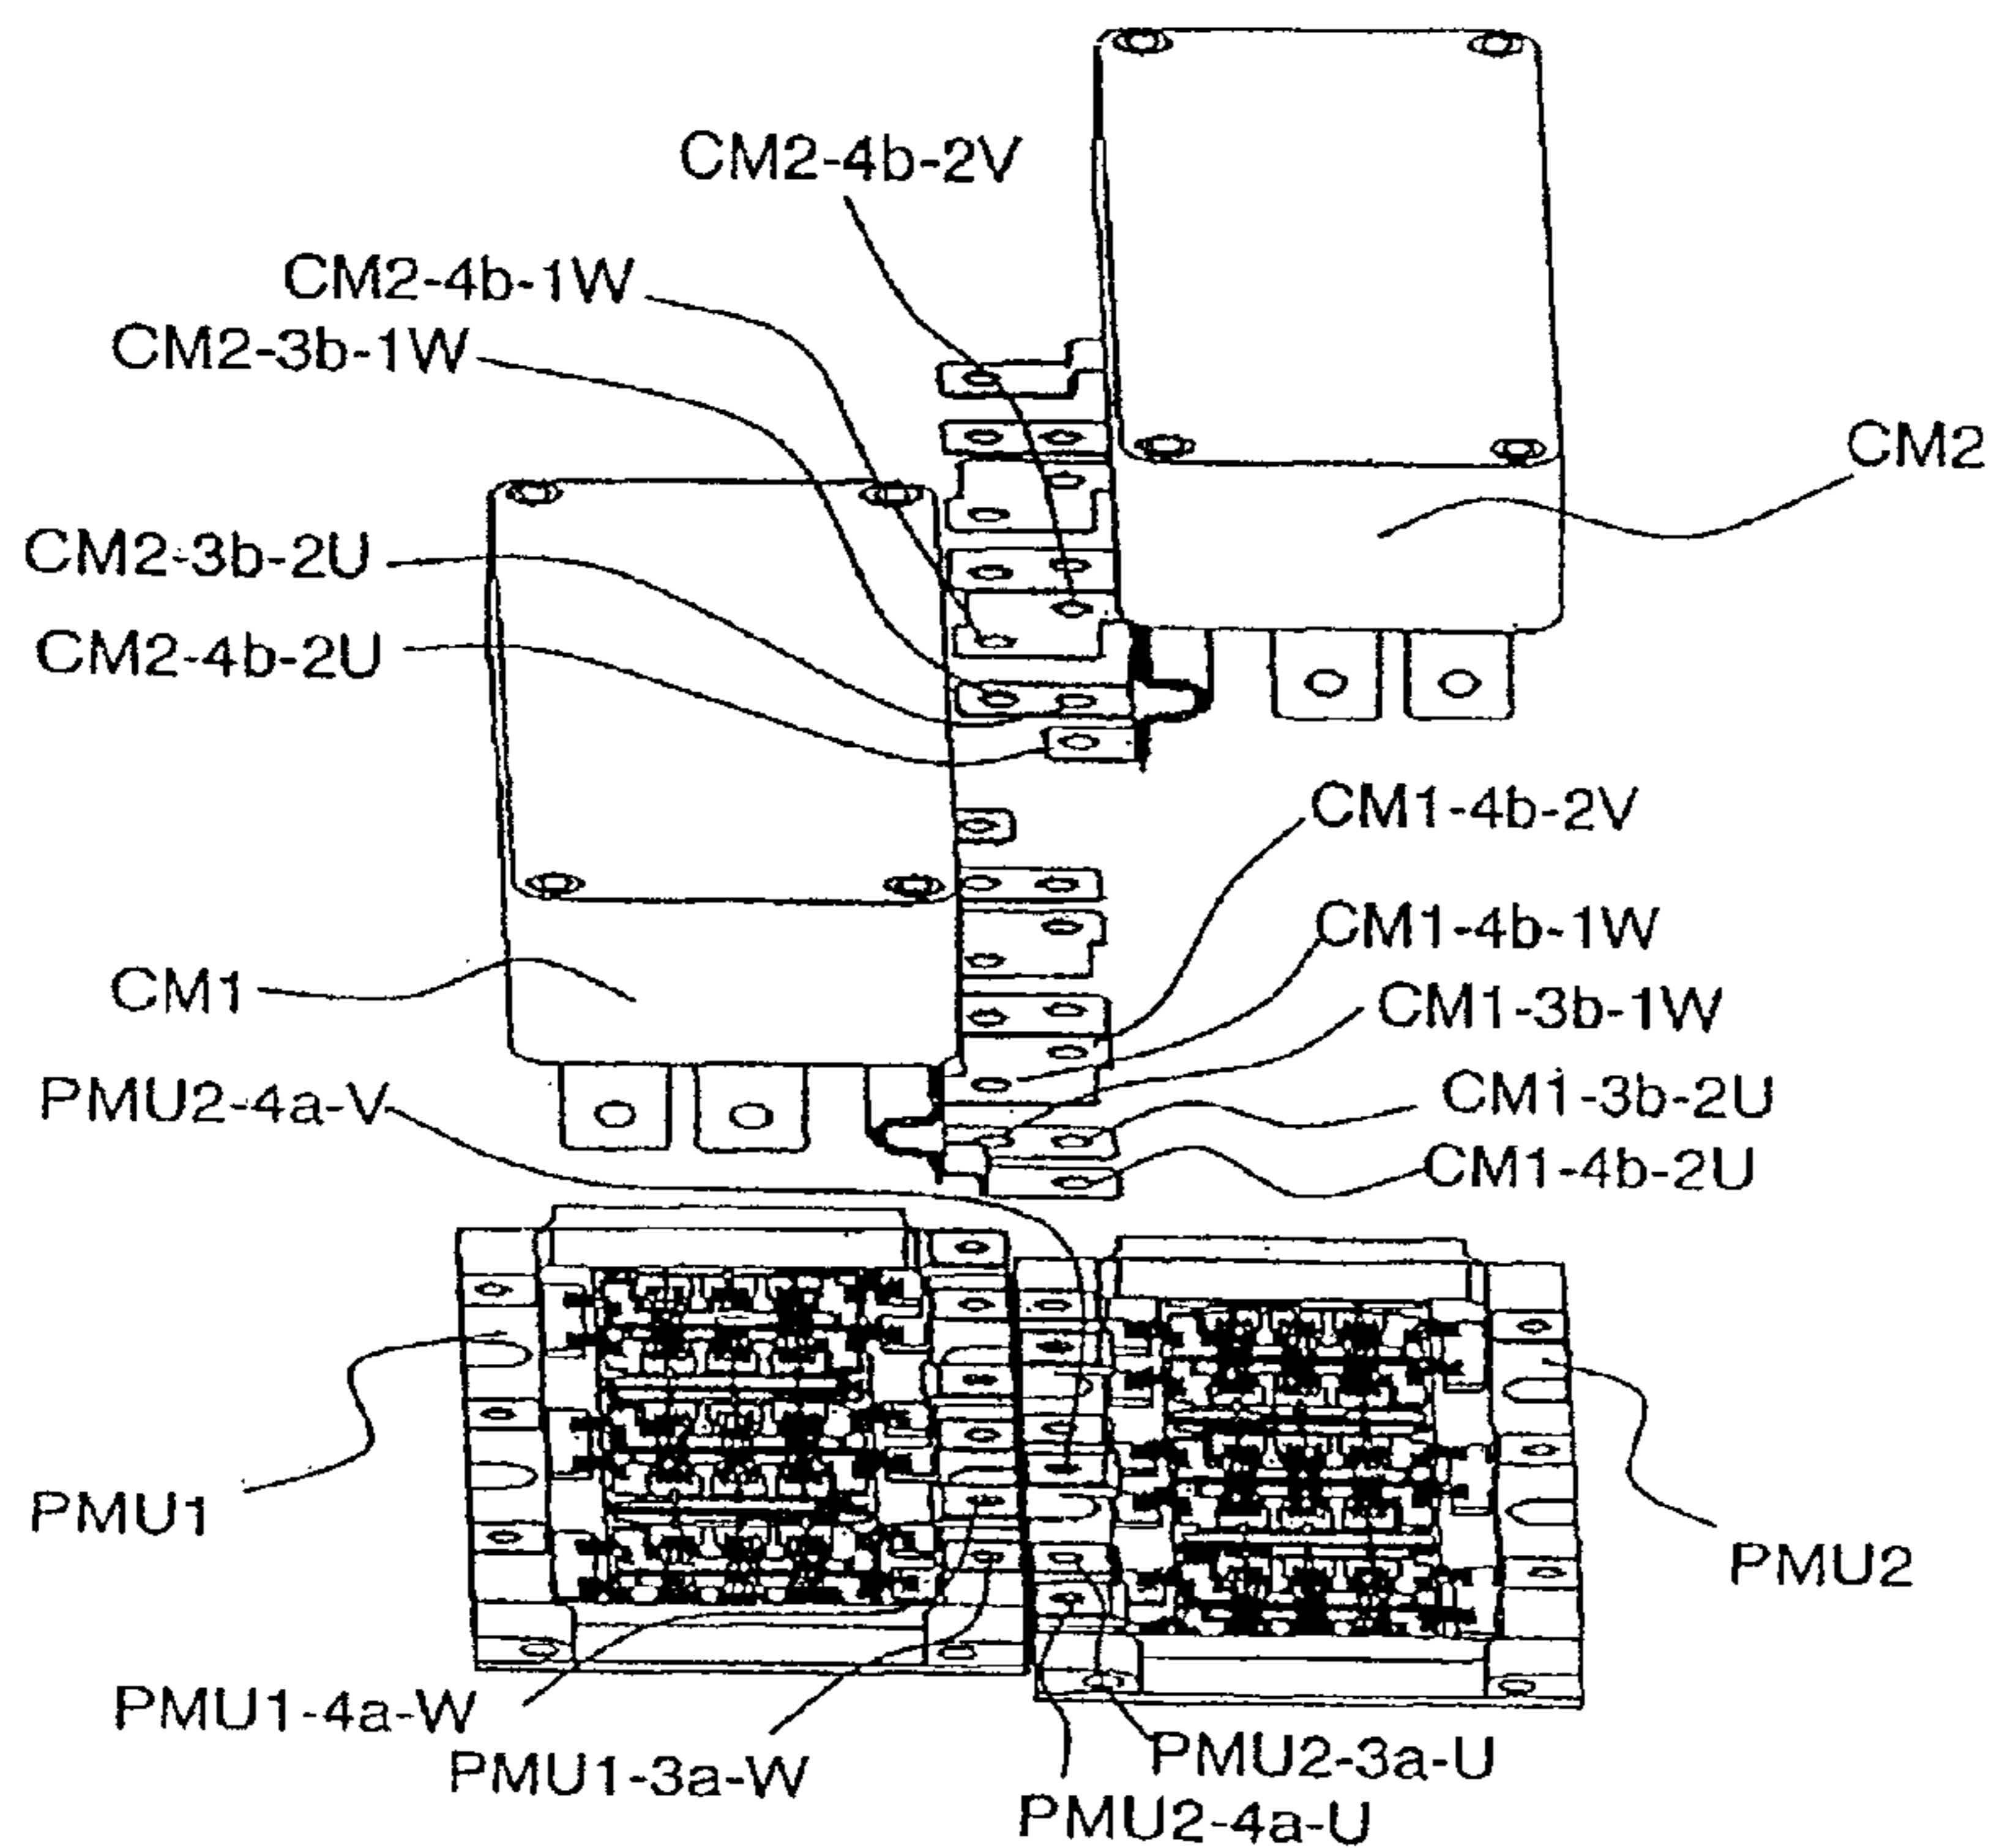 CM2-4b-2V
CM2-4b-1W
CM2-3b-1W
CM2
CM2-3b-2U
CM2-4b-2U
CM1-4b-2V
CM1-4b-1W
CM1
CM1-3b-1W
PMU2-4a-V
CM1-3b-2U
CM1-4b-2U
PMU1
PMU2
PMU1-4a-W
PMU1-3a-W
PMU2-3a-U
PMU2-4a-U